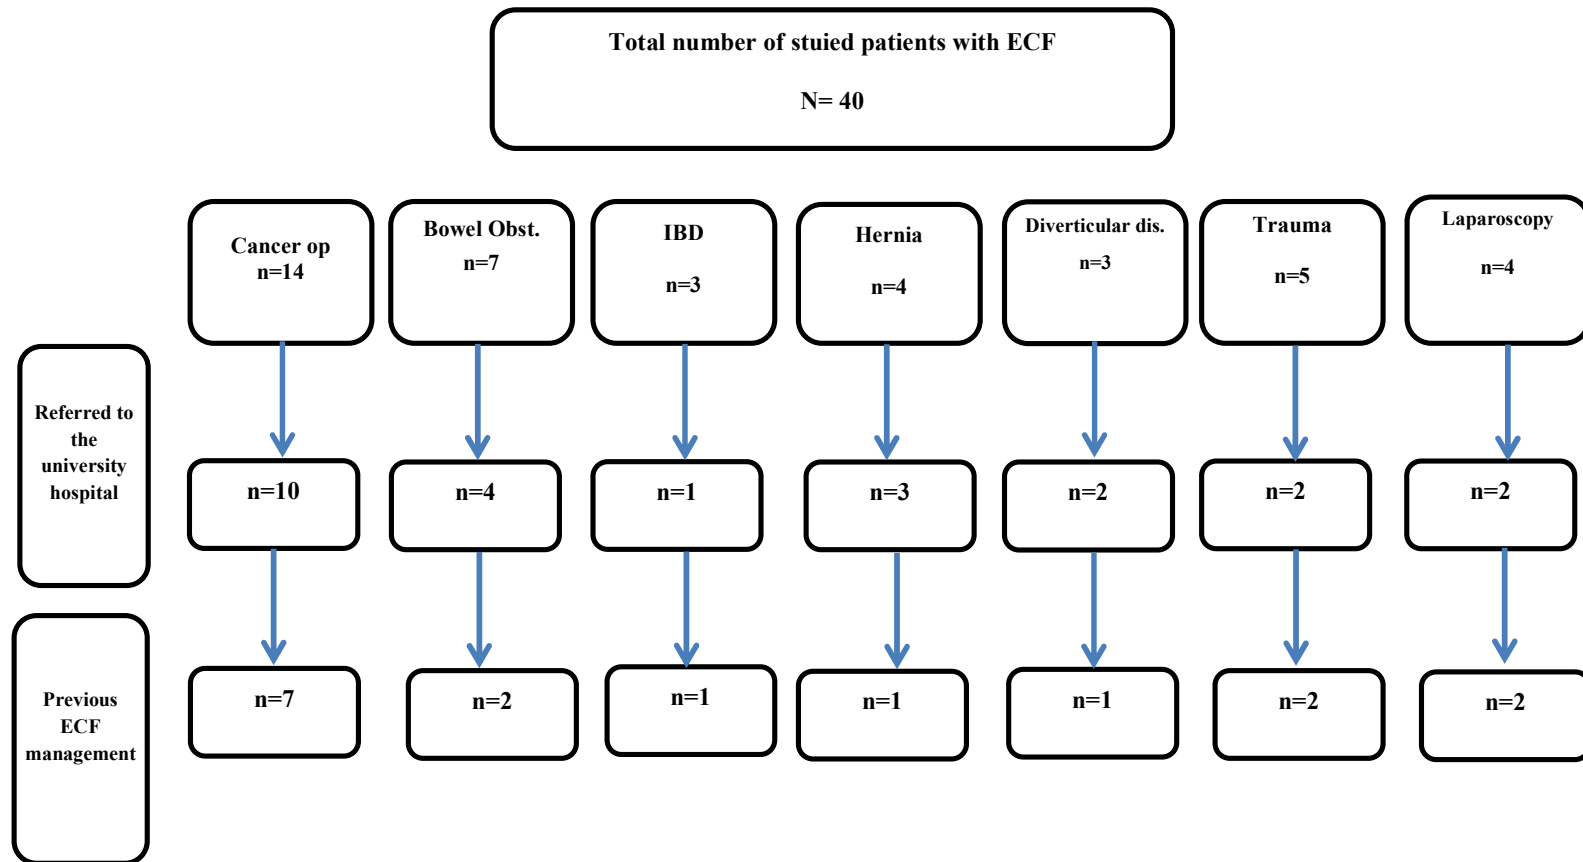 Total number of stuied patients with ECF
N= 40
Cancer op
n=14
Bowel Obst.
n=7
IBD
n=3
Hernia
n=4
Diverticular dis.
n=3
Trauma
n=5
Laparoscopy
n=4
Referred to
the
university
hospital
n=10
n=4
n=1
n=3
n=2
n=2
n=2
Previous
ECF
management
n=7
n=2
n=1
n=1
n=1
n=2
n=2